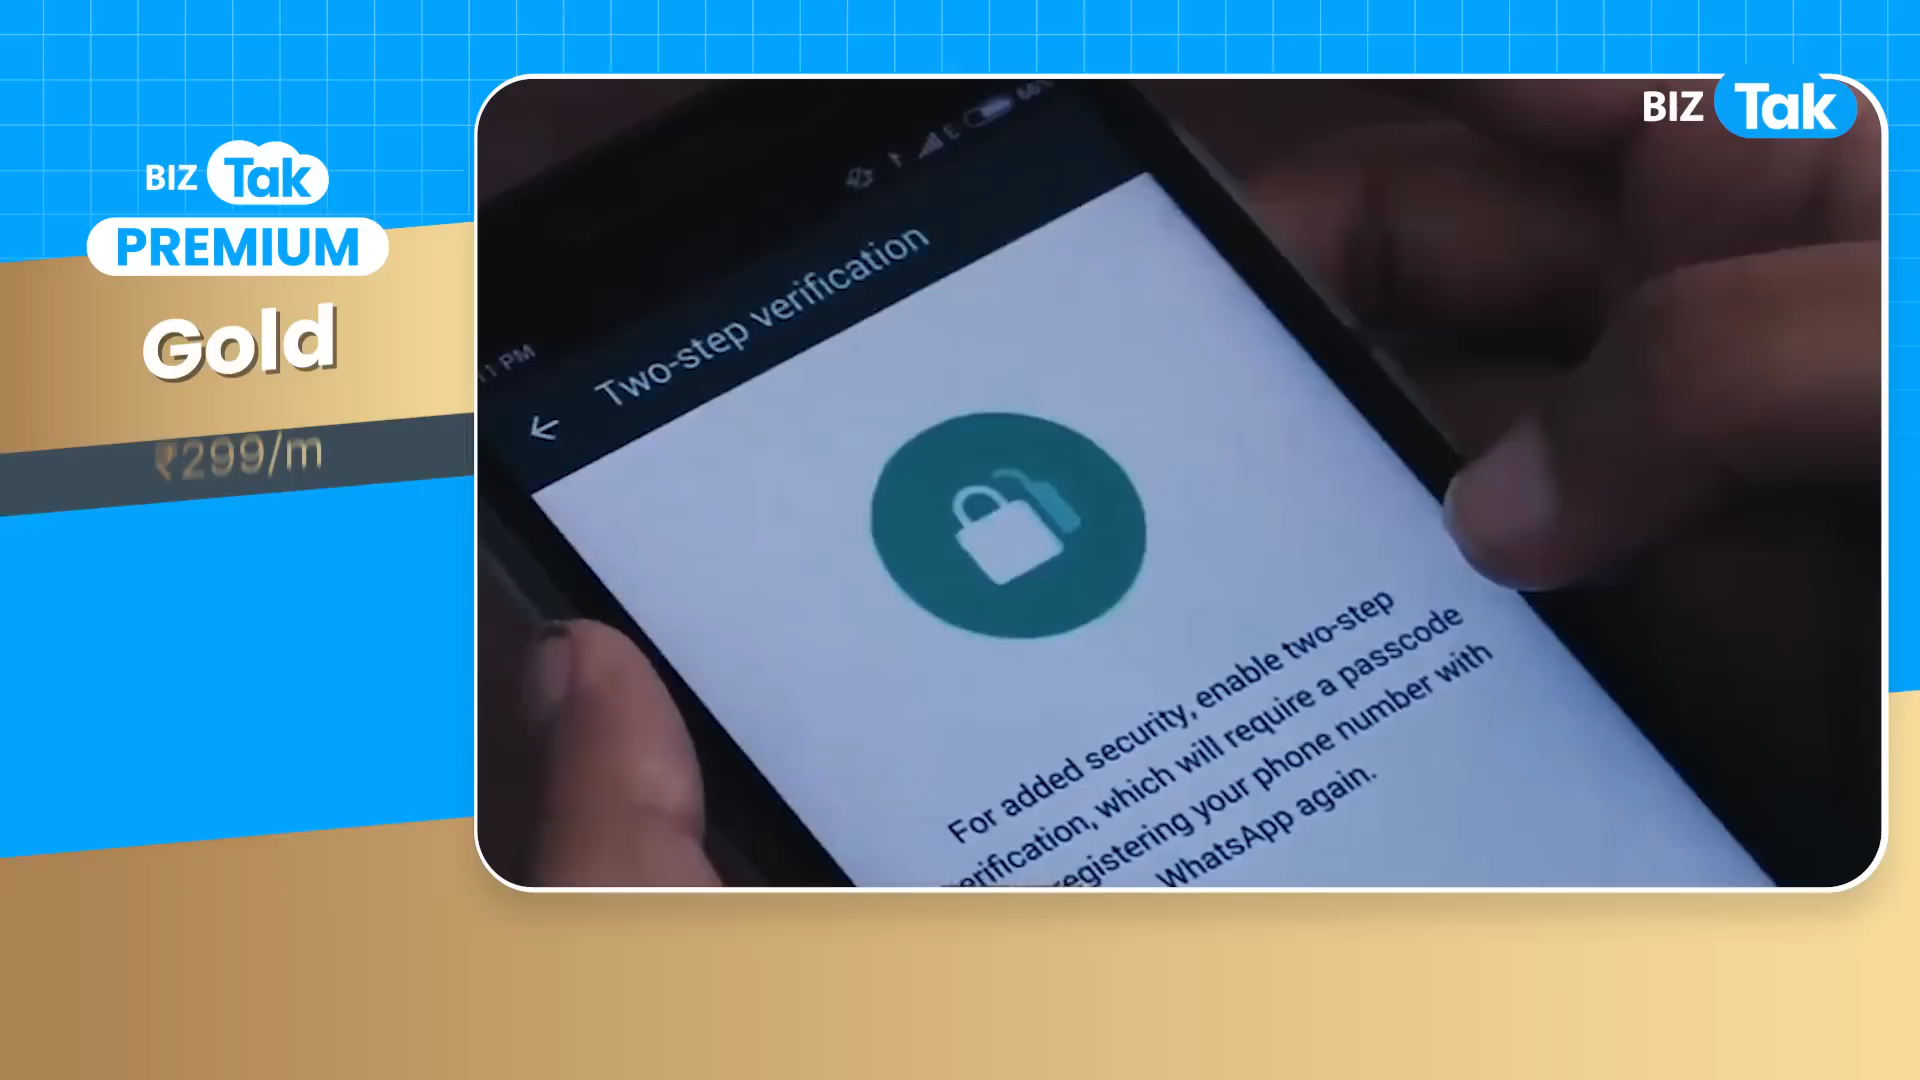 BIZ Tak
BIZ Tak
PREMIUM
Gold
₹299/m
11 PM
Two-step verification
For added security, enable two-step
verification, which will require a passcode
registering your phone number with
WhatsApp again.